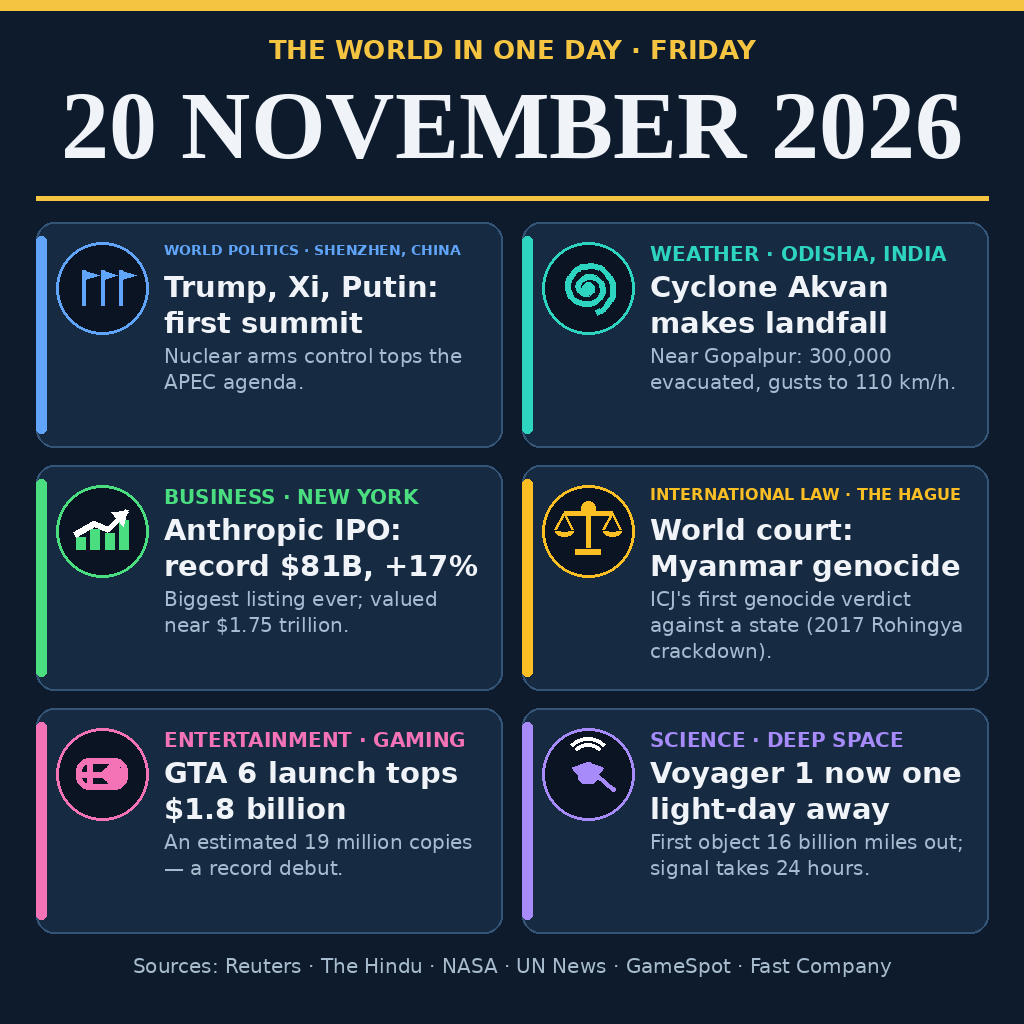 THE WORLD IN ONE DAY · FRIDAY
20 NOVEMBER 2026
WORLD POLITICS · SHENZHEN, CHINA
Trump, Xi, Putin:
first summit
Nuclear arms control tops the
APEC agenda.
WEATHER · ODISHA, INDIA
Cyclone Akvan
makes landfall
Near Gopalpur: 300,000
evacuated, gusts to 110 km/h.
BUSINESS · NEW YORK
Anthropic IPO:
record $81B, +17%
Biggest listing ever; valued
near $1.75 trillion.
INTERNATIONAL LAW · THE HAGUE
World court:
Myanmar genocide
ICJ's first genocide verdict
against a state (2017 Rohingya
crackdown).
ENTERTAINMENT · GAMING
GTA 6 launch tops
$1.8 billion
An estimated 19 million copies
— a record debut.
SCIENCE · DEEP SPACE
Voyager 1 now one
light-day away
First object 16 billion miles out;
signal takes 24 hours.
Sources: Reuters · The Hindu · NASA · UN News · GameSpot · Fast Company